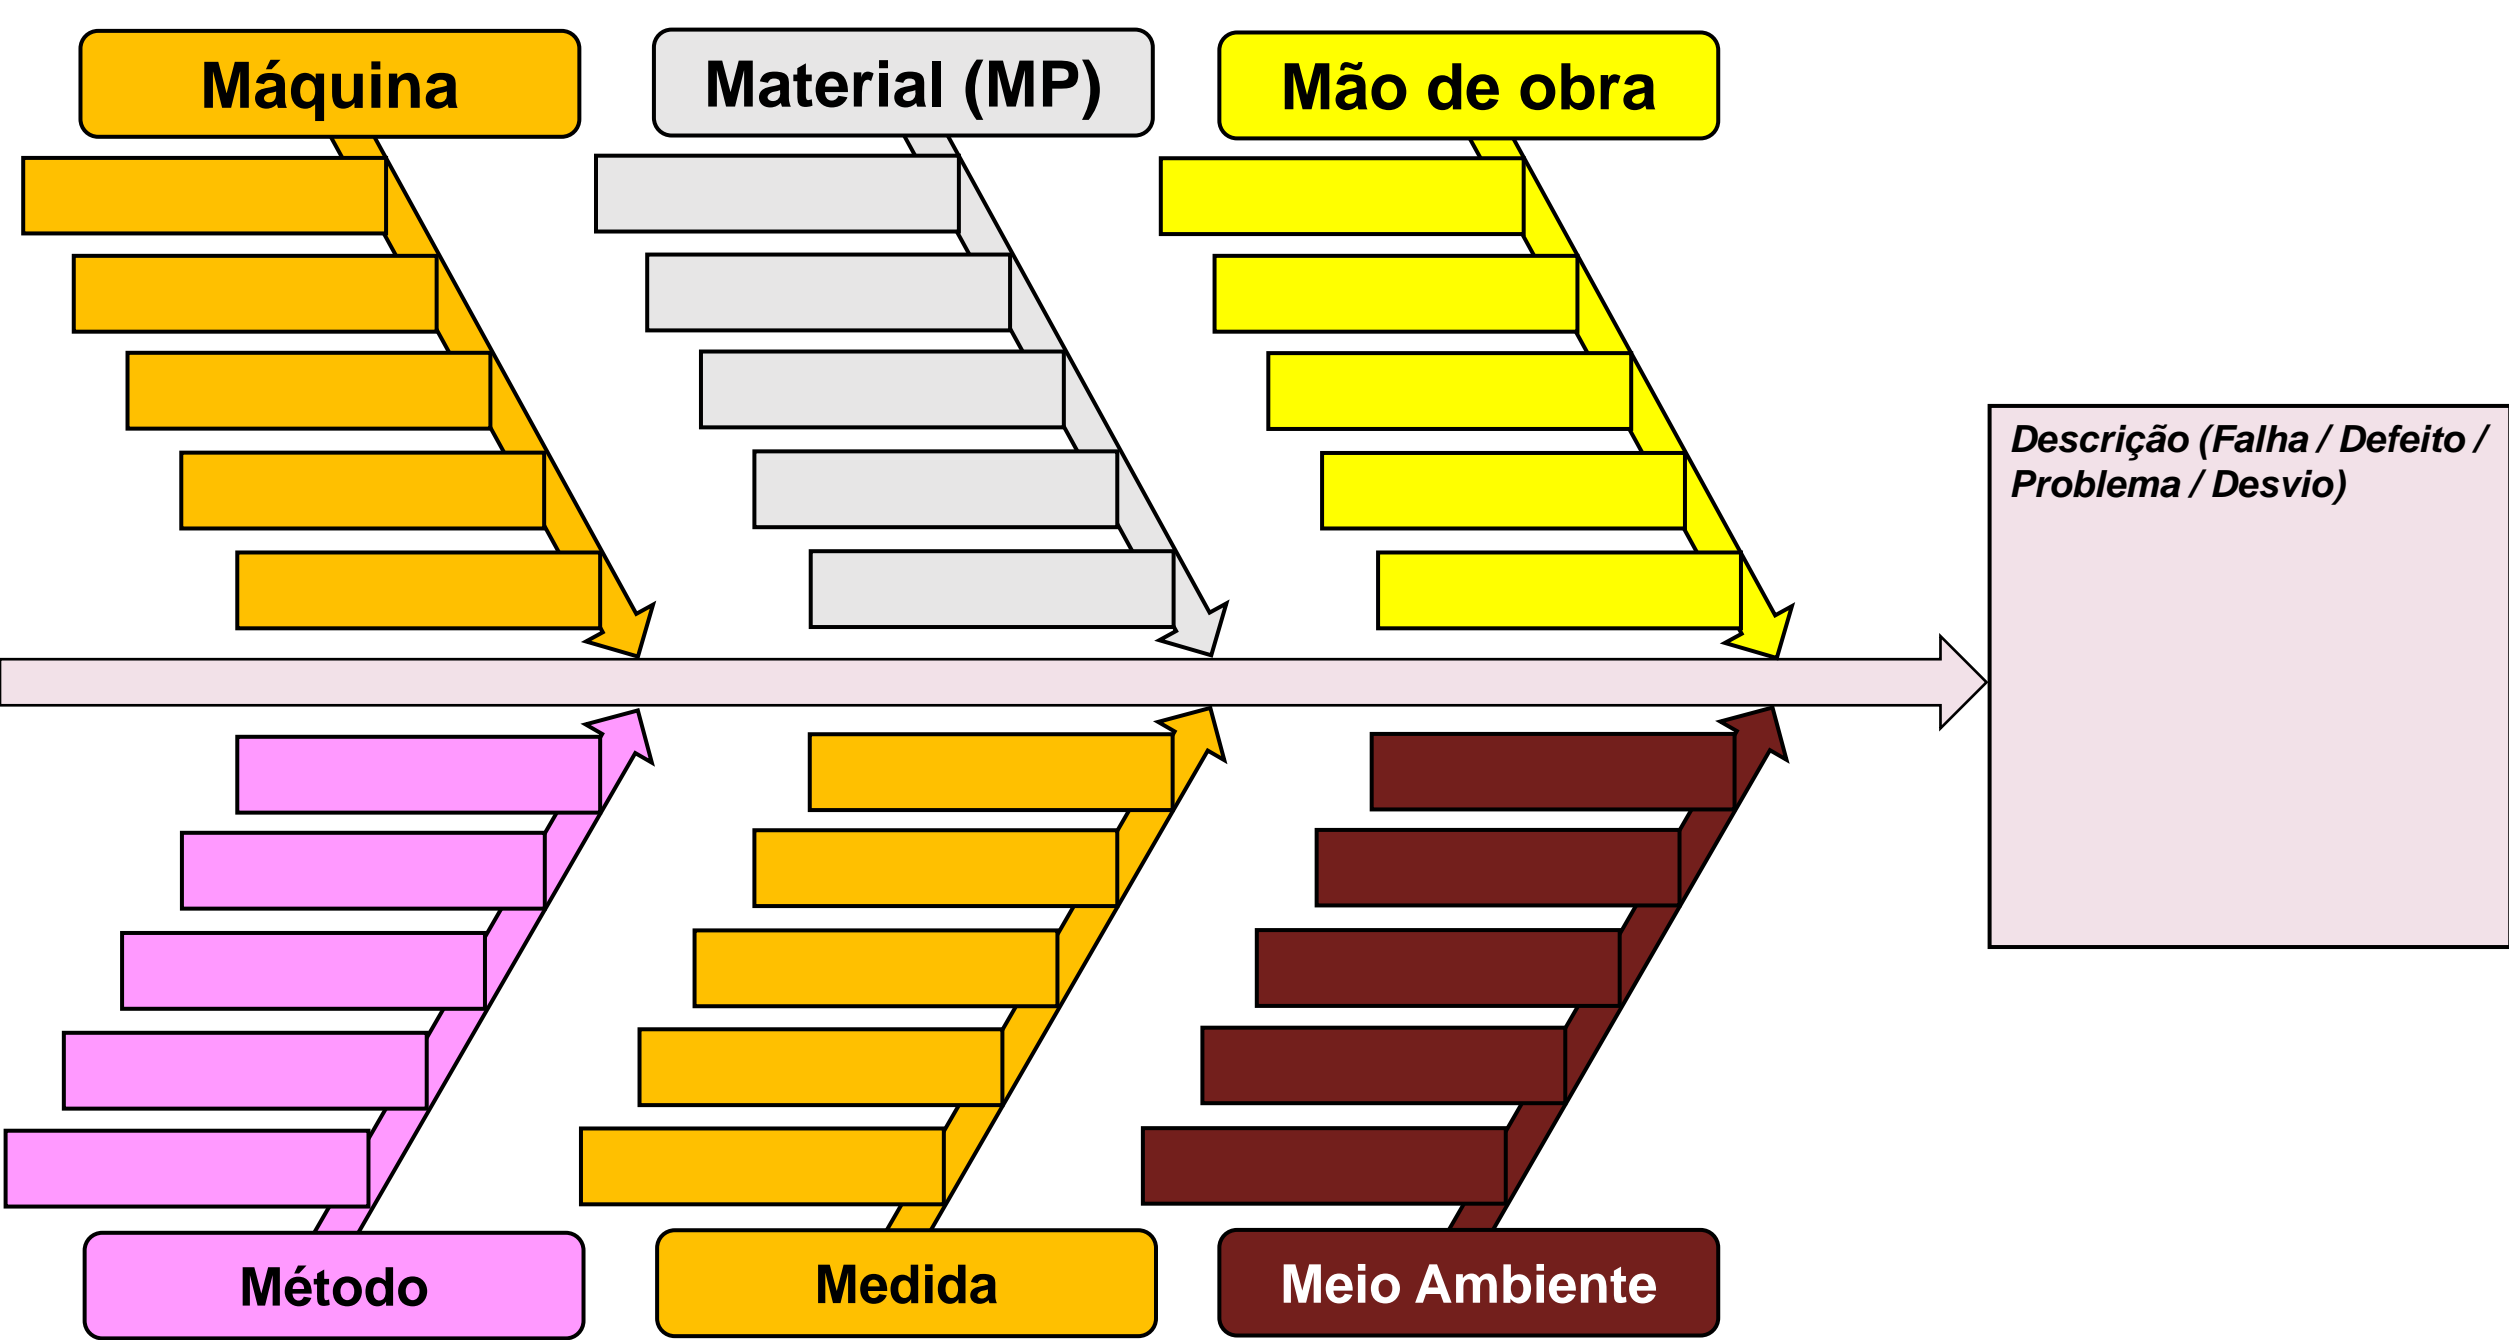 Máquina
Material (MP)
Mão de obra
Descrição (Falha / Defeito /
Problema / Desvio)
Método
Medida
Meio Ambiente